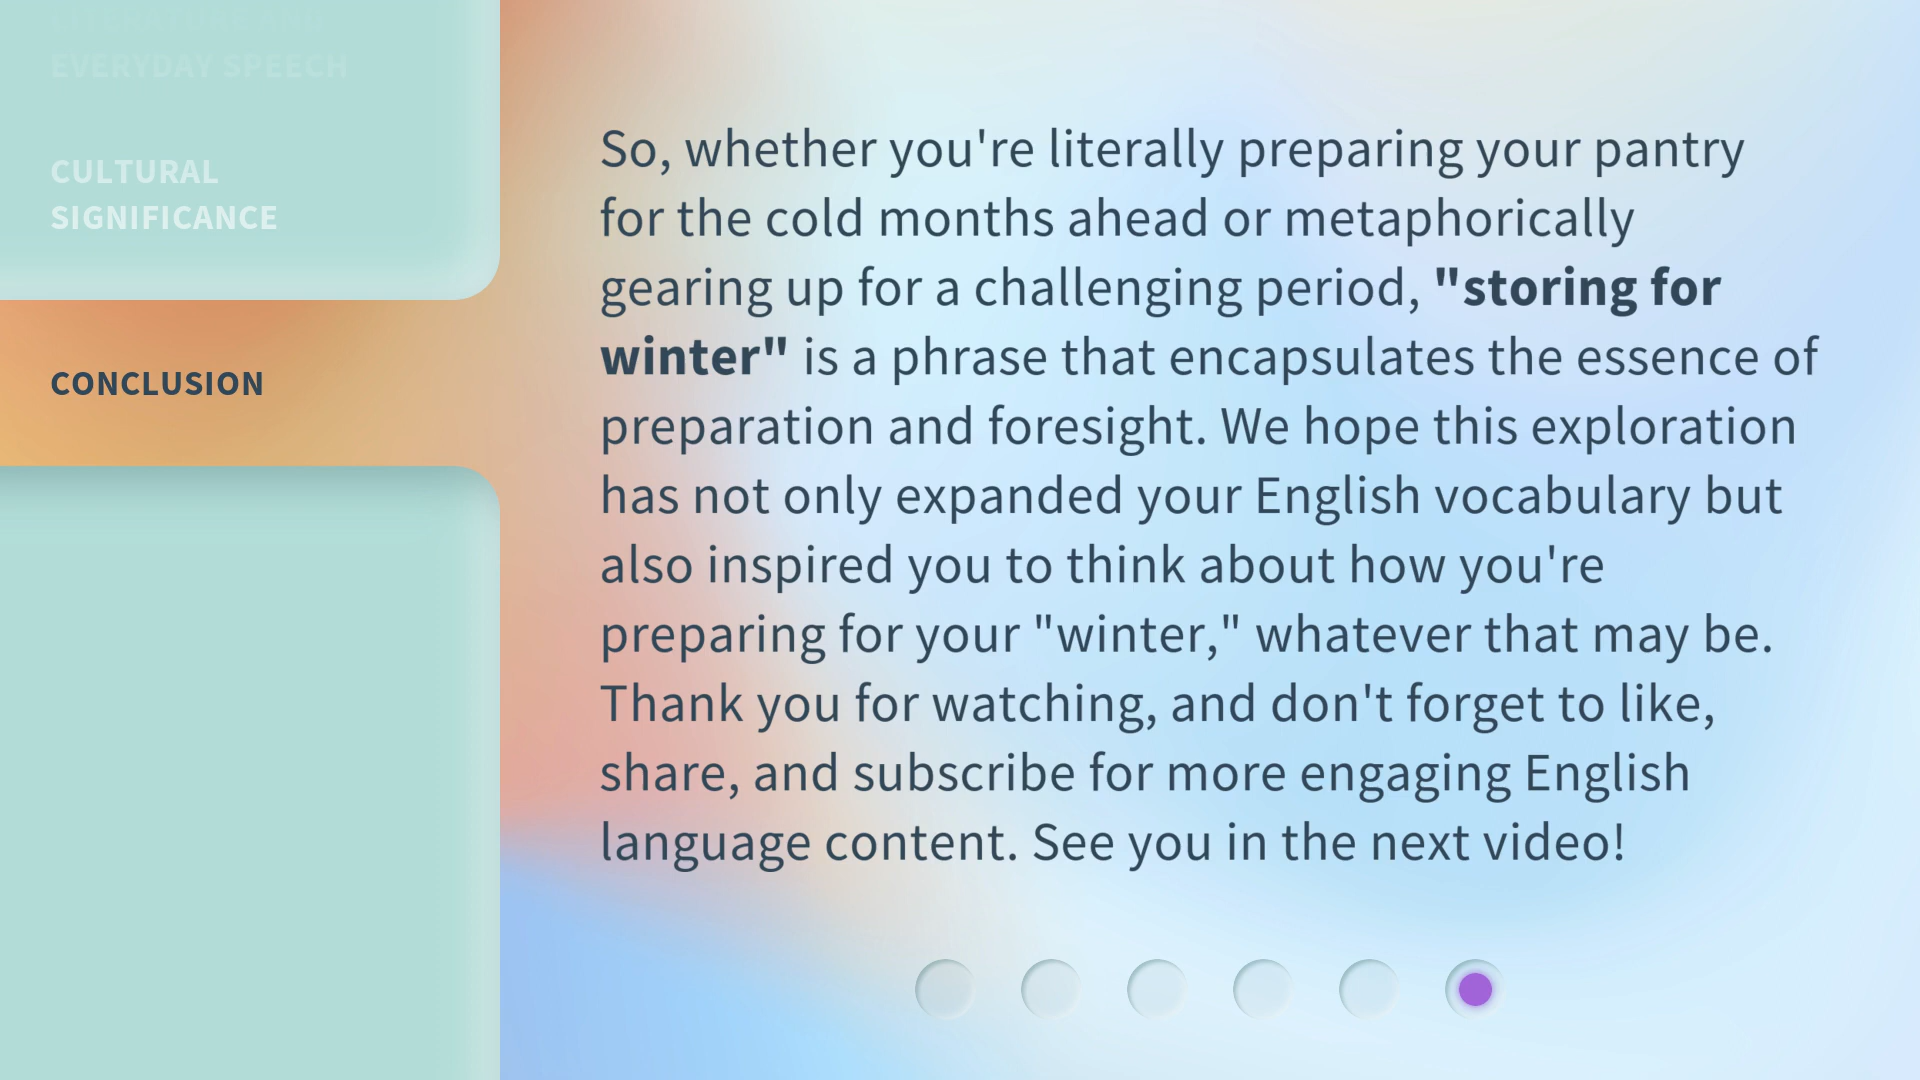 EVERYDAY SPEECH
CULTURAL
SIGNIFICANCE
CONCLUSION
So, whether you're literally preparing your pantry
for the cold months ahead or metaphorically
gearing up for a challenging period, "storing for
winter" is a phrase that encapsulates the essence of
preparation and foresight. We hope this exploration
has not only expanded your English vocabulary but
also inspired you to think about how you're
preparing for your "winter," whatever that may be.
Thank you for watching, and don't forget to like,
share, and subscribe for more engaging English
language content. See you in the next video!